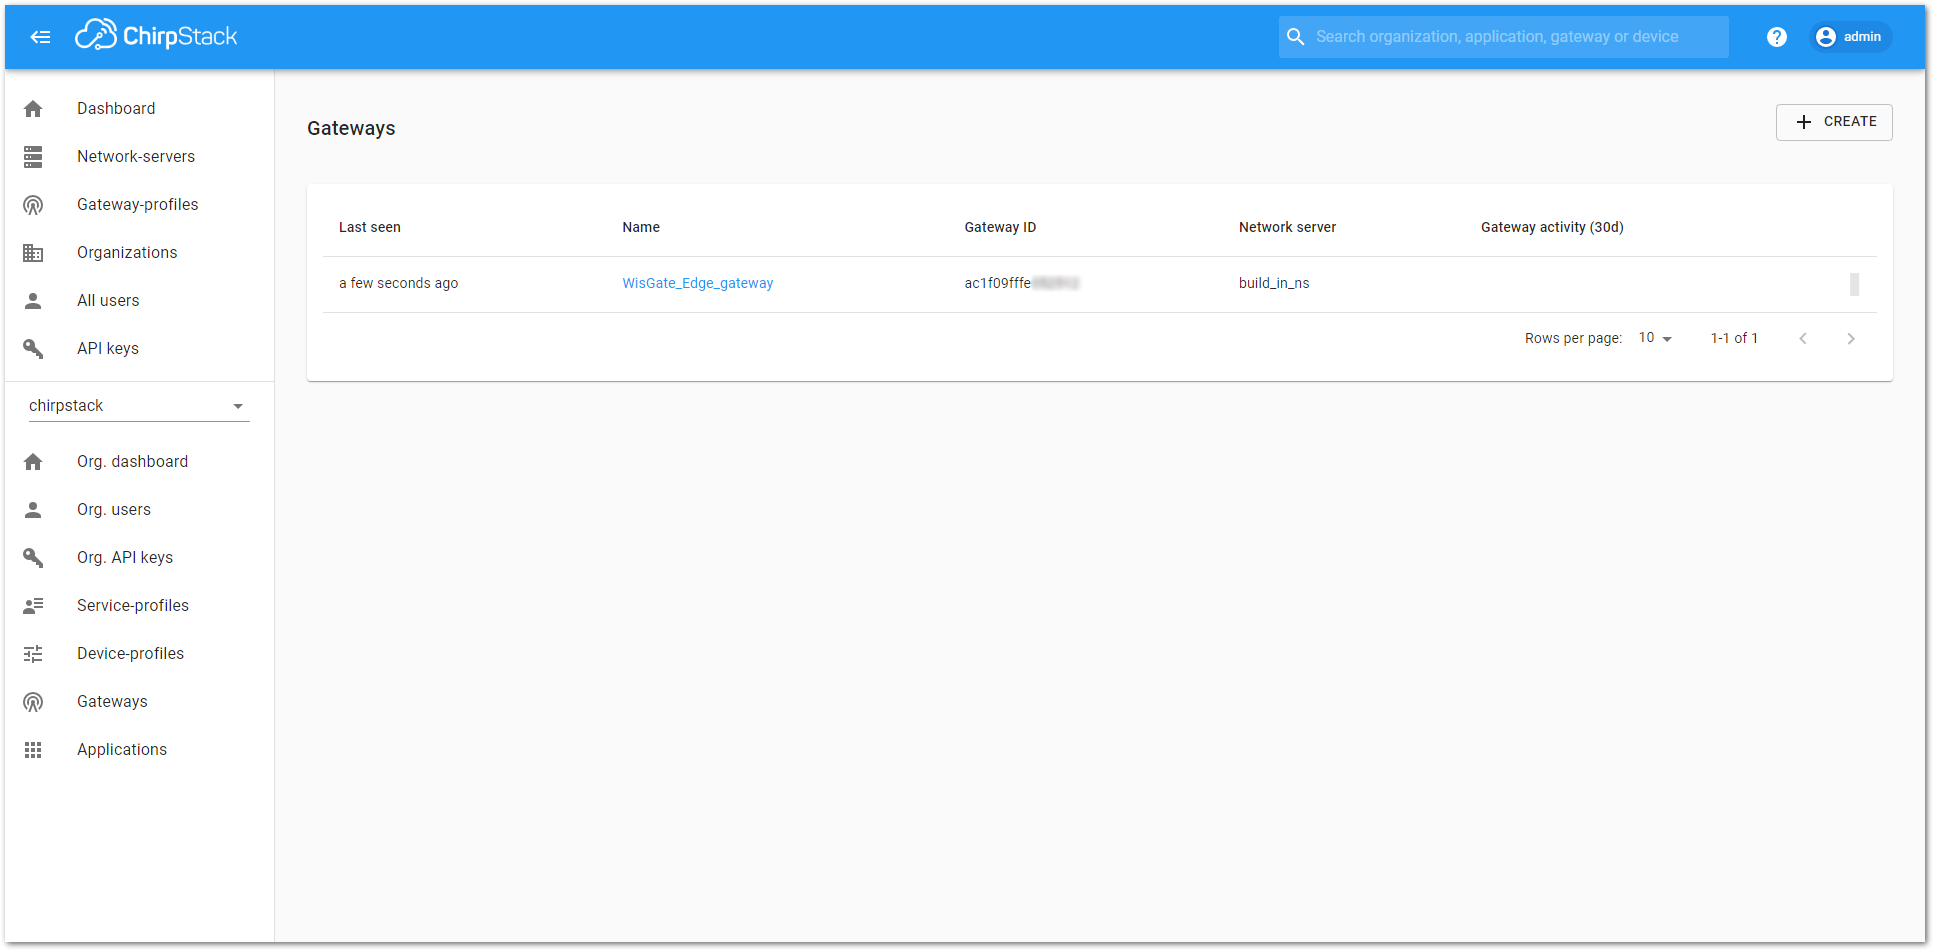 ChirpStack
Search organization, application, gateway or device
? admin
Dashboard
Network-servers
Gateway-profiles
Organizations
All users
API keys
chirpstack
Org. dashboard
Org. users
Org. API keys
Service-profiles
Device-profiles
Gateways
Applications
Gateways
CREATE
Last seen Name Gateway ID Network server Gateway activity (30d)
a few seconds ago WisGate_Edge_gateway ac1f09fffe build_in_ns
Rows per page: 10 1-1 of 1